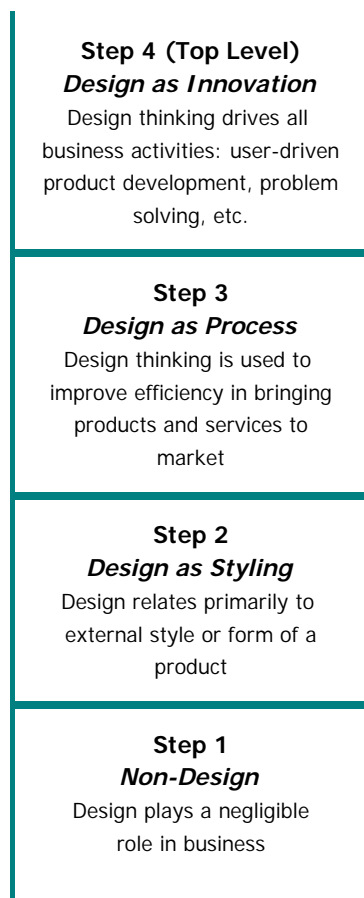 Step 4 (Top Level)
Design as Innovation
Design thinking drives all
business activities: user-driven
product development, problem
solving, etc.
Step 3
Design as Process
Design thinking is used to
improve efficiency in bringing
products and services to
market
Step 2
Design as Styling
Design relates primarily to
external style or form of a
product
Step 1
Non-Design
Design plays a negligible
role in business